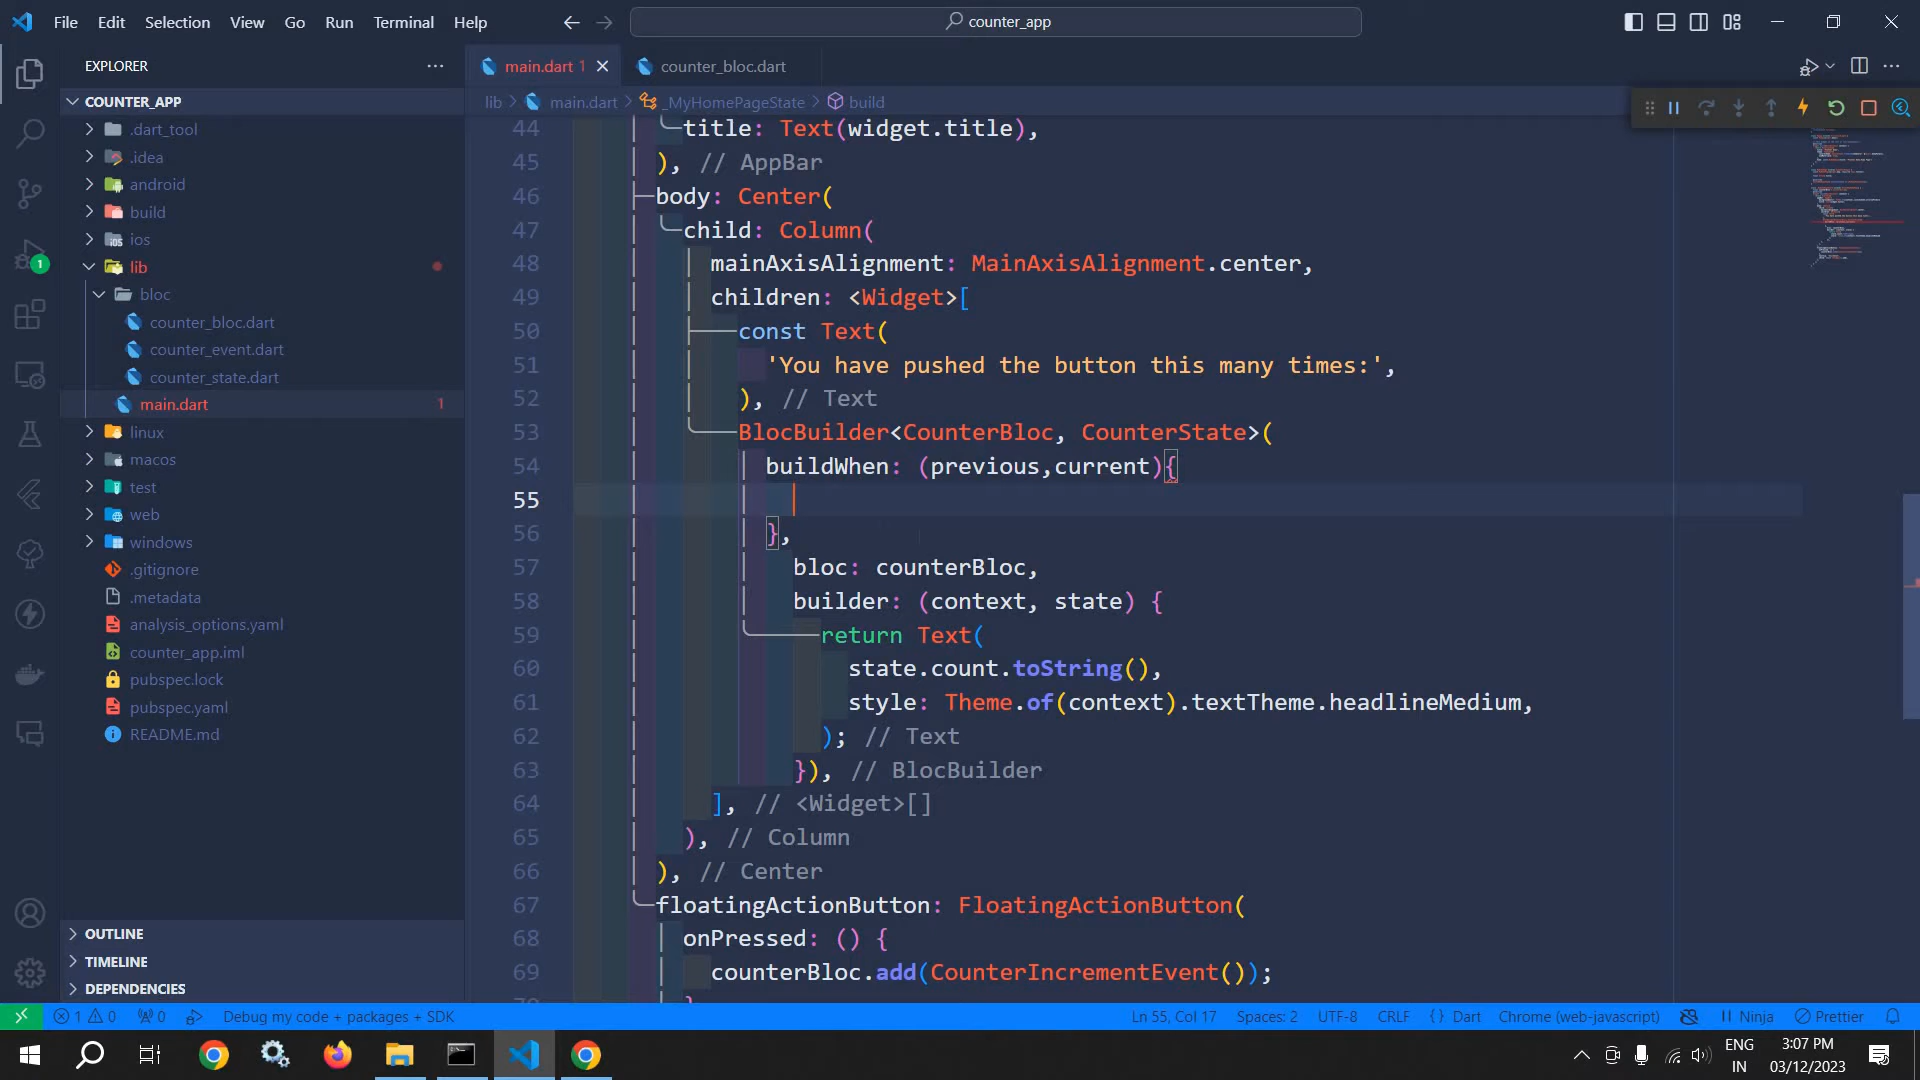 File Edit Selection View Go Run Terminal Help
counter_app
EXPLORER
COUNTER_APP
.dart_tool
.idea
android
build
ios
lib
bloc
counter_bloc.dart
counter_event.dart
counter_state.dart
main.dart 1
linux
macos
test
web
windows
.gitignore
.metadata
analysis_options.yaml
counter_app.iml
pubspec.lock
pubspec.yaml
README.md
OUTLINE
TIMELINE
DEPENDENCIES
main.dart 1 counter_bloc.dart
lib > main.dart > _MyHomePageState > build
44 title: Text(widget.title),
45 ), // AppBar
46 body: Center(
47 child: Column(
48 mainAxisAlignment: MainAxisAlignment.center,
49 children: <Widget>[
50 const Text(
51 'You have pushed the button this many times:',
52 ), // Text
53 BlocBuilder<CounterBloc, CounterState>(
54 buildWhen: (previous,current){
55
56 },
57 bloc: counterBloc,
58 builder: (context, state) {
59 return Text(
60 state.count.toString(),
61 style: Theme.of(context).textTheme.headlineMedium,
62 ); // Text
63 }), // BlocBuilder
64 ], // <Widget>[]
65 ), // Column
66 ), // Center
67 floatingActionButton: FloatingActionButton(
68 onPressed: () {
69 counterBloc.add(CounterIncrementEvent());
1
1 0 0 Debug my code + packages + SDK Ln 55, Col 17 Spaces: 2 UTF-8 CRLF {} Dart Chrome (web-javascript) Ninja Prettier
ENG
IN
3:07 PM
03/12/2023